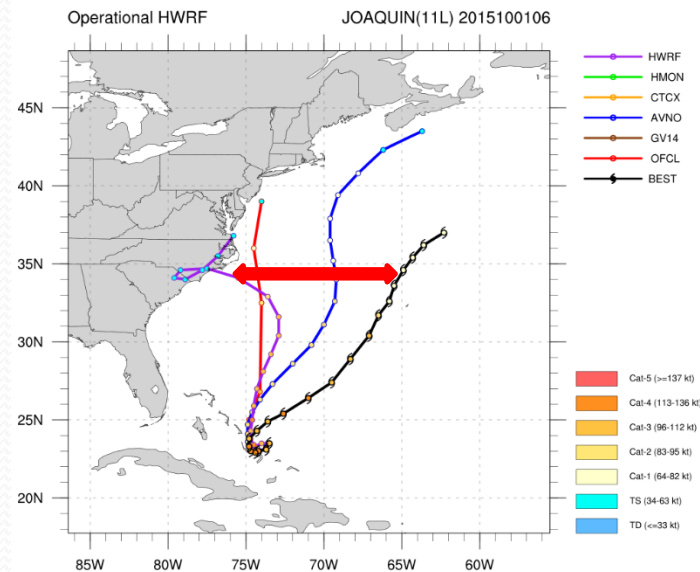 Operational HWRF
JOAQUIN(11L) 2015100106
45N
40N
35N
30N
25N
20N
85W
80W
75W
70W
65W
60W
HWRF
HMON
CTCX
AVNO
GV14
OFCL
BEST
Cat-5 (>=137 kt)
Cat-4 (113-136 kt)
Cat-3 (96-112 kt)
Cat-2 (83-95 kt)
Cat-1 (64-82 kt)
TS (34-63 kt)
TD (<=33 kt)